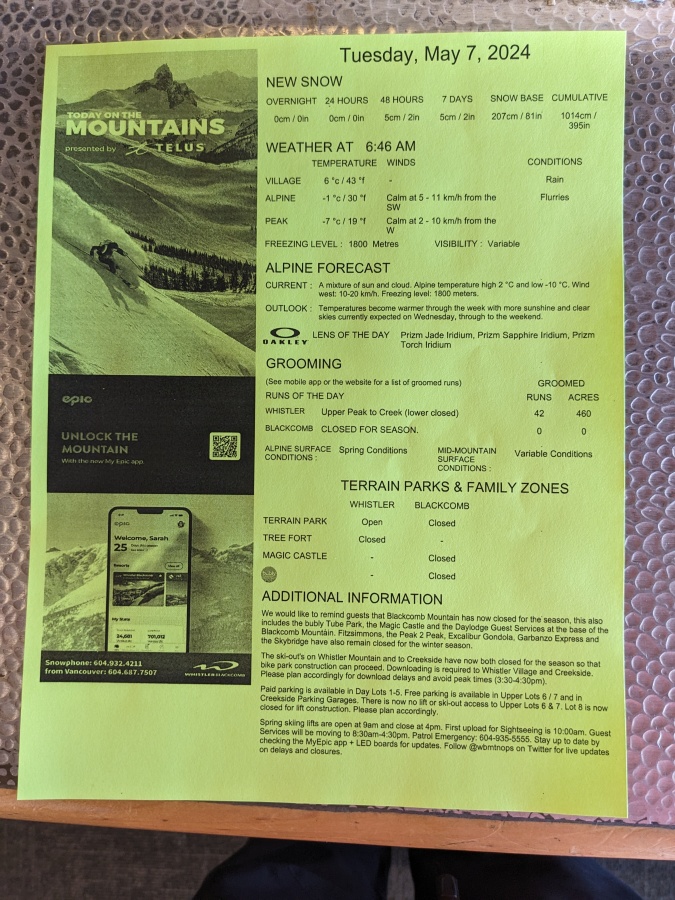 Tuesday, May 7, 2024
TODAY ON THE
MOUNTAINS
presented by TELUS
epic
UNLOCK THE
MOUNTAIN
With the new My Epic app.
epic
Welcome, Sarah
25
Resorts
My Stats
24,681
701,012
Snowphone: 604.932.4211
from Vancouver: 604.687.7507
WHISTLERBLACKCOMB
NEW SNOW
OVERNIGHT 24 HOURS 48 HOURS 7 DAYS SNOW BASE CUMULATIVE
0cm / 0in 0cm / 0in 5cm / 2in 5cm / 2in 207cm / 81in 1014cm /
395in
WEATHER AT 6:46 AM
TEMPERATURE WINDS CONDITIONS
VILLAGE 6 °c / 43 °f - Rain
ALPINE -1 °c / 30 °f Calm at 5 - 11 km/h from the Flurries
SW
PEAK -7 °c / 19 °f Calm at 2 - 10 km/h from the
W
FREEZING LEVEL : 1800 Metres VISIBILITY : Variable
ALPINE FORECAST
CURRENT : A mixture of sun and cloud. Alpine temperature high 2 °C and low -10 °C. Wind
west: 10-20 km/h. Freezing level: 1800 meters.
OUTLOOK : Temperatures become warmer through the week with more sunshine and clear
skies currently expected on Wednesday, through to the weekend.
OAKLEY LENS OF THE DAY Prizm Jade Iridium, Prizm Sapphire Iridium, Prizm
Torch Iridium
GROOMING
(See mobile app or the website for a list of groomed runs) GROOMED
RUNS OF THE DAY RUNS ACRES
WHISTLER Upper Peak to Creek (lower closed) 42 460
BLACKCOMB CLOSED FOR SEASON. 0 0
ALPINE SURFACE Spring Conditions MID-MOUNTAIN Variable Conditions
CONDITIONS : SURFACE
CONDITIONS :
TERRAIN PARKS & FAMILY ZONES
WHISTLER BLACKCOMB
TERRAIN PARK Open Closed
TREE FORT Closed -
MAGIC CASTLE - Closed
bubly - Closed
ADDITIONAL INFORMATION
We would like to remind guests that Blackcomb Mountain has now closed for the season, this also
includes the bubly Tube Park, the Magic Castle and the Daylodge Guest Services at the base of the
Blackcomb Mountain. Fitzsimmons, the Peak 2 Peak, Excalibur Gondola, Garbanzo Express and
the Skybridge have also remain closed for the winter season.
The ski-out's on Whistler Mountain and to Creekside have now both closed for the season so that
bike park construction can proceed. Downloading is required to Whistler Village and Creekside.
Please plan accordingly for download delays and avoid peak times (3:30-4:30pm).
Paid parking is available in Day Lots 1-5. Free parking is available in Upper Lots 6 / 7 and in
Creekside Parking Garages. There is now no lift or ski-out access to Upper Lots 6 & 7. Lot 8 is now
closed for lift construction. Please plan accordingly.
Spring skiing lifts are open at 9am and close at 4pm. First upload for Sightseeing is 10:00am. Guest
Services will be moving to 8:30am-4:30pm. Patrol Emergency: 604-935-5555. Stay up to date by
checking the MyEpic app + LED boards for updates. Follow @wbmtnops on Twitter for live updates
on delays and closures.